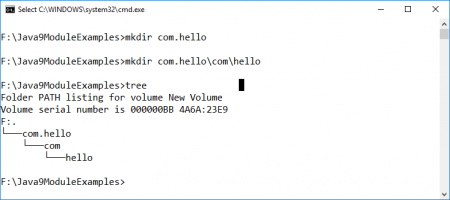 Select C:\WINDOWS\system32\cmd.exe
F:\Java9ModuleExamples>mkdir com.hello
F:\Java9ModuleExamples>mkdir com.hello\com\hello
F:\Java9ModuleExamples>tree
Folder PATH listing for volume New Volume
Volume serial number is 000000BB 4A6A:23E9
F:.
└───com.hello
    └───com
        └───hello
F:\Java9ModuleExamples>